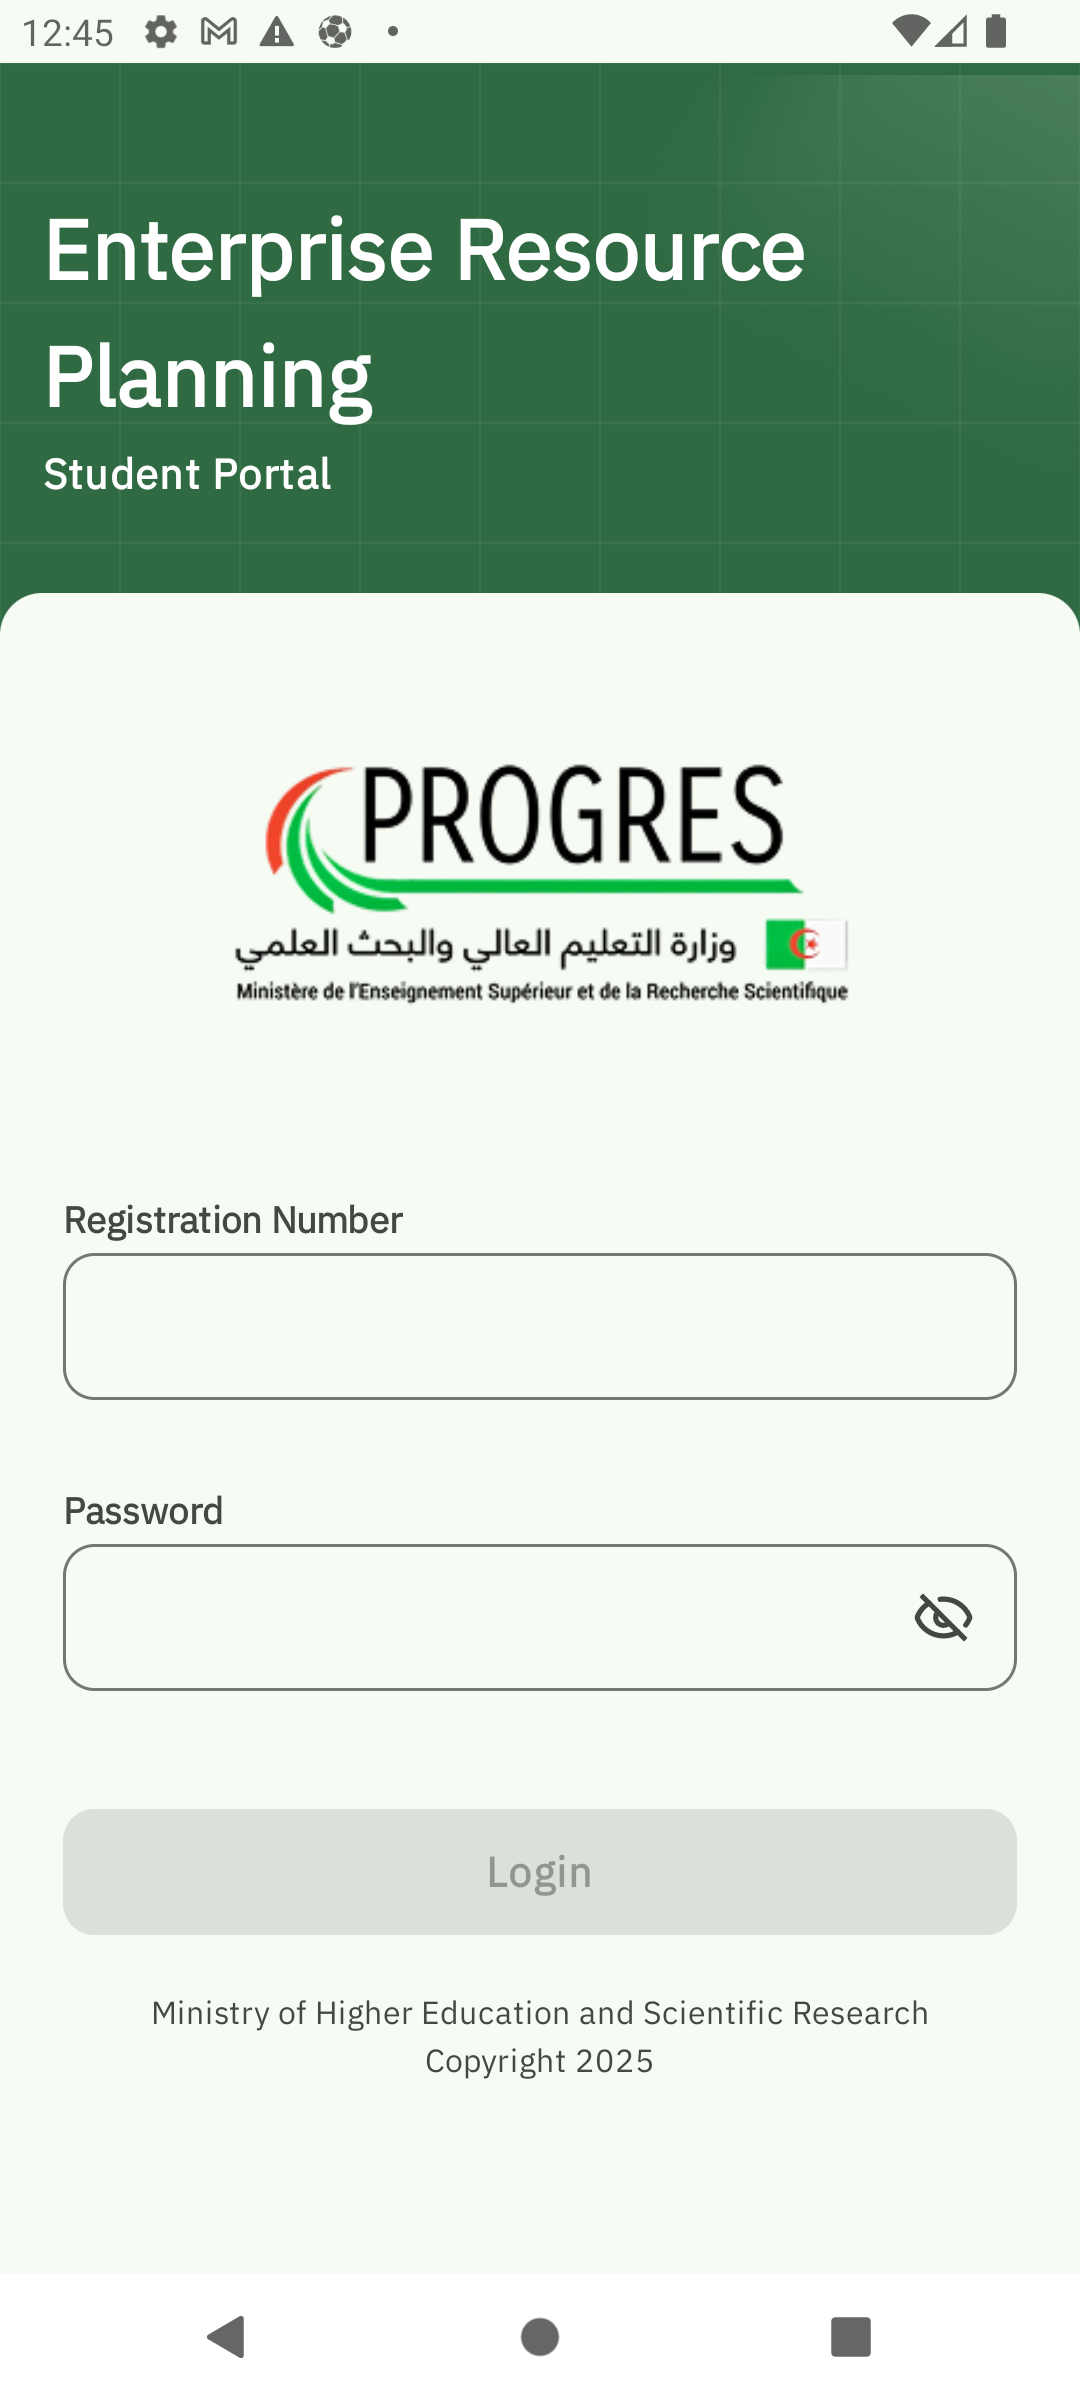 12:45
Enterprise Resource
Planning
Student Portal
PROGRES
وزارة التعليم العالي والبحث العلمي
Ministère de l'Enseignement Supérieur et de la Recherche Scientifique
Registration Number
Password
Login
Ministry of Higher Education and Scientific Research
Copyright 2025